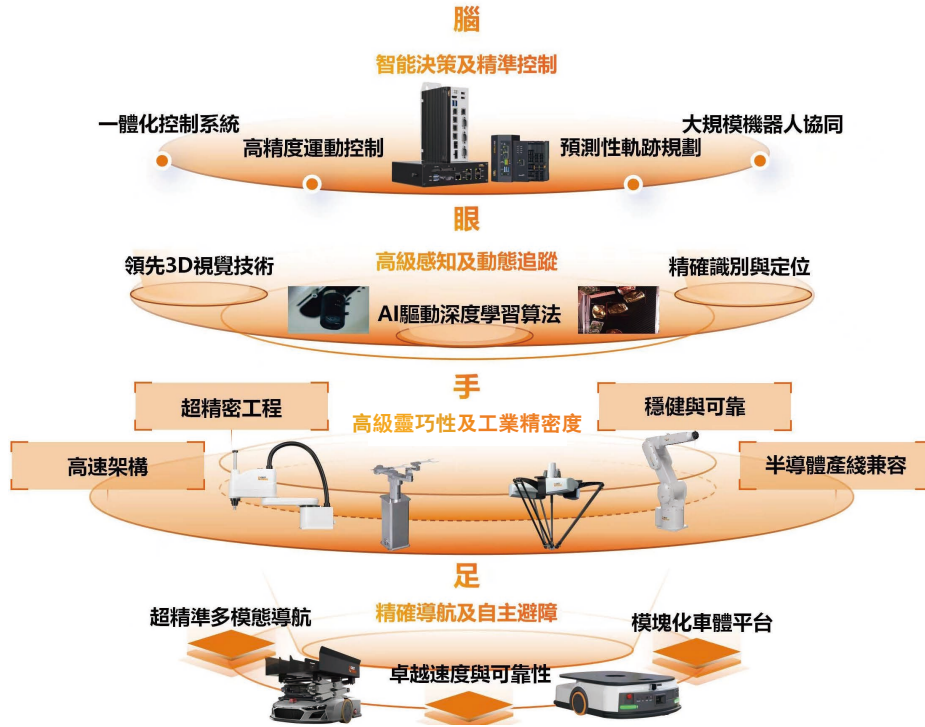 腦
智能決策及精準控制
一體化控制系統
大規模機器人協同
高精度運動控制
預測性軌跡規劃
眼
領先3D視覺技術
高級感知及動態追蹤
精確識別與定位
AI驅動深度學習算法
手
超精密工程
穩健與可靠
高級靈巧性及工業精密度
高速架構
半導體產綫兼容
足
超精準多模態導航
精確導航及自主避障
模塊化車體平台
卓越速度與可靠性